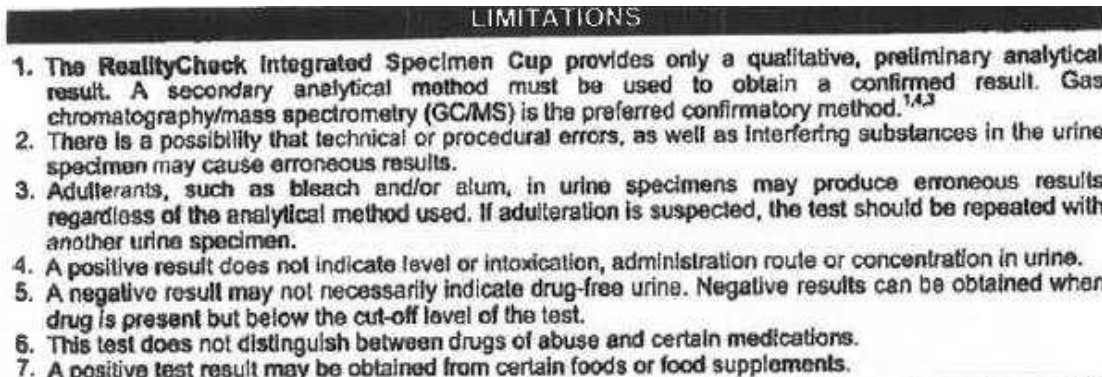 LIMITATIONS
1. The RealityCheck Integrated Specimen Cup provides only a qualitative, preliminary analytical
result. A secondary analytical method must be used to obtain a confirmed result. Gas
chromatography/mass spectrometry (GC/MS) is the preferred confirmatory method.1,4,3
2. There is a possibility that technical or procedural errors, as well as interfering substances in the urine
specimen may cause erroneous results.
3. Adulterants, such as bleach and/or alum, in urine specimens may produce erroneous results
regardless of the analytical method used. If adulteration is suspected, the test should be repeated with
another urine specimen.
4. A positive result does not indicate level or intoxication, administration route or concentration in urine.
5. A negative result may not necessarily indicate drug-free urine. Negative results can be obtained when
drug is present but below the cut-off level of the test.
6. This test does not distinguish between drugs of abuse and certain medications.
7. A positive test result may be obtained from certain foods or food supplements.